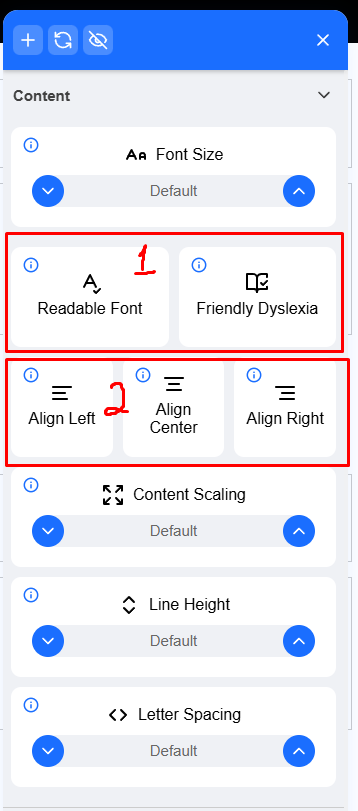 Content
Font Size
Default
1
Readable Font
Friendly Dyslexia
2
Align Left
Align
Center
Align Right
Content Scaling
Default
Line Height
Default
Letter Spacing
Default